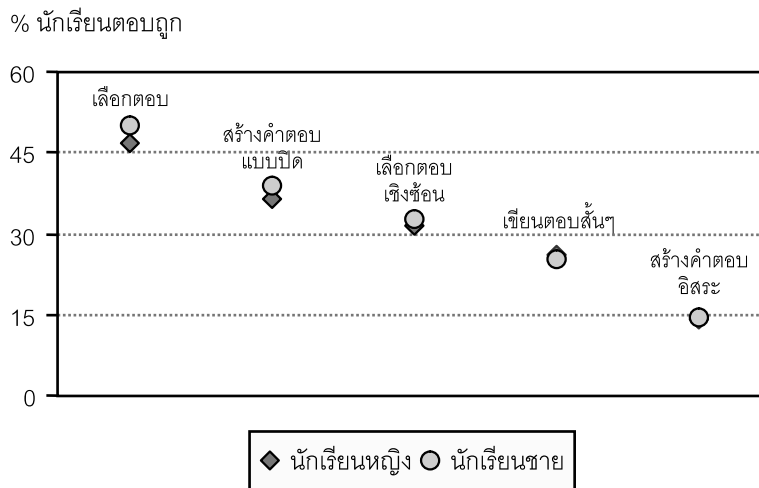 % นักเรียนตอบถูก
60
เลือกตอบ
สร้างคำตอบ
แบบปิด
45
เลือกตอบ
เชิงซ้อน
เขียนตอบสั้นๆ
30
สร้างคำตอบ
อิสระ
15
0
นักเรียนหญิง นักเรียนชาย